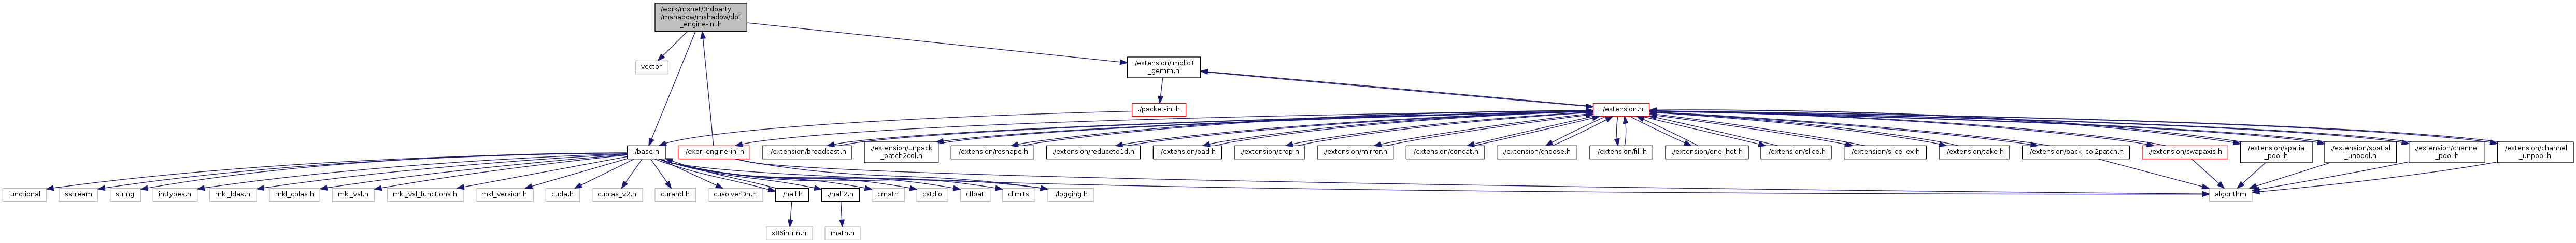 /work/mxnet/3rdparty
/mshadow/mshadow/dot
_engine-inl.h
vector
./extension/implicit
_gemm.h
./packet-inl.h
../extension.h
./base.h
./expr_engine-inl.h
./extension/broadcast.h
./extension/unpack
_patch2col.h
./extension/reshape.h
./extension/reduceto1d.h
./extension/pad.h
./extension/crop.h
./extension/mirror.h
./extension/concat.h
./extension/choose.h
./extension/fill.h
./extension/one_hot.h
./extension/slice.h
./extension/slice_ex.h
./extension/take.h
./extension/pack_col2patch.h
./extension/swapaxis.h
./extension/spatial
_pool.h
./extension/spatial
_unpool.h
./extension/channel
_pool.h
./extension/channel
_unpool.h
functional
sstream
string
inttypes.h
mkl_blas.h
mkl_cblas.h
mkl_vsl.h
mkl_vsl_functions.h
mkl_version.h
cuda.h
cublas_v2.h
curand.h
cusolverDn.h
./half.h
./half2.h
cmath
cstdio
cfloat
climits
./logging.h
algorithm
x86intrin.h
math.h